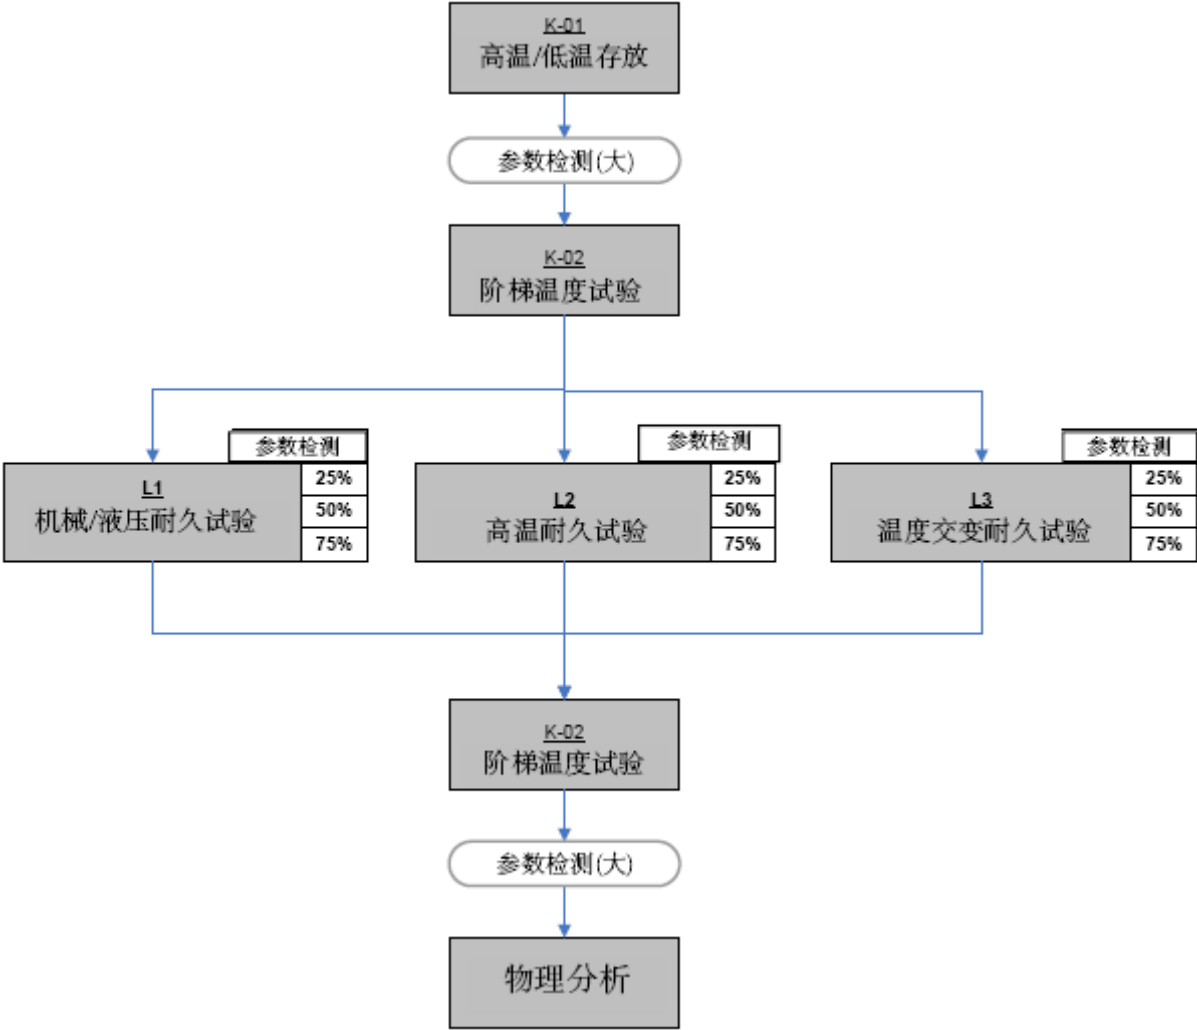 K-01
高温/低温存放
参数检测(大)
K-02
阶梯温度试验
参数检测
L1
机械/液压耐久试验
25%
50%
75%
参数检测
L2
高温耐久试验
25%
50%
75%
参数检测
L3
温度交变耐久试验
25%
50%
75%
K-02
阶梯温度试验
参数检测(大)
物理分析